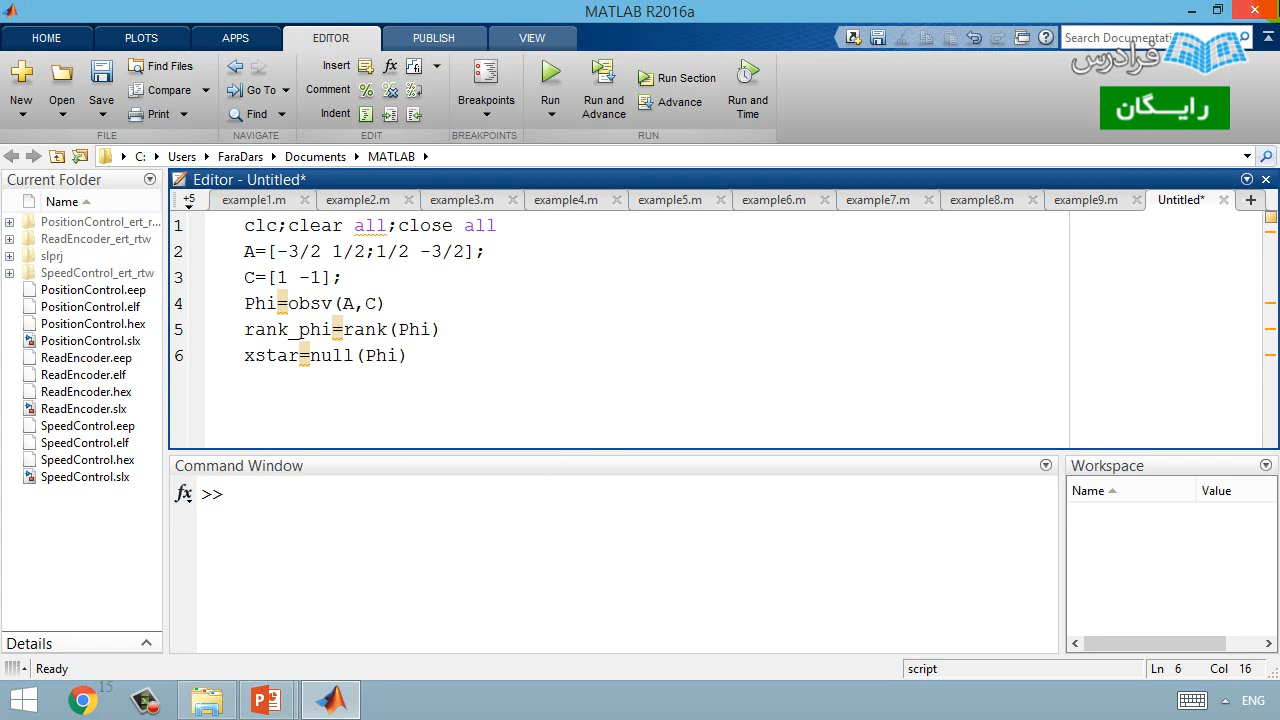 MATLAB R2016a
HOME PLOTS APPS EDITOR PUBLISH VIEW Search Documentation
فرادرس
رایگان
New Open Save Find Files Compare Print Go To Find Insert Comment Indent Breakpoints Run Run and Advance Run Section Advance Run and Time
FILE NAVIGATE EDIT BREAKPOINTS RUN
C: Users FaraDars Documents MATLAB
Current Folder
Name
PositionControl_ert_r...
ReadEncoder_ert_rtw
slprj
SpeedControl_ert_rtw
PositionControl.eep
PositionControl.elf
PositionControl.hex
PositionControl.slx
ReadEncoder.eep
ReadEncoder.elf
ReadEncoder.hex
ReadEncoder.slx
SpeedControl.eep
SpeedControl.elf
SpeedControl.hex
SpeedControl.slx
Details
Editor - Untitled*
+5 example1.m example2.m example3.m example4.m example5.m example6.m example7.m example8.m example9.m Untitled*
1 clc;clear all;close all
2 A=[-3/2 1/2;1/2 -3/2];
3 C=[1 -1];
4 Phi=obsv(A,C)
5 rank_phi=rank(Phi)
6 xstar=null(Phi)
Command Window
fx >>
Workspace
Name Value
Ready script Ln 6 Col 16
15
ENG